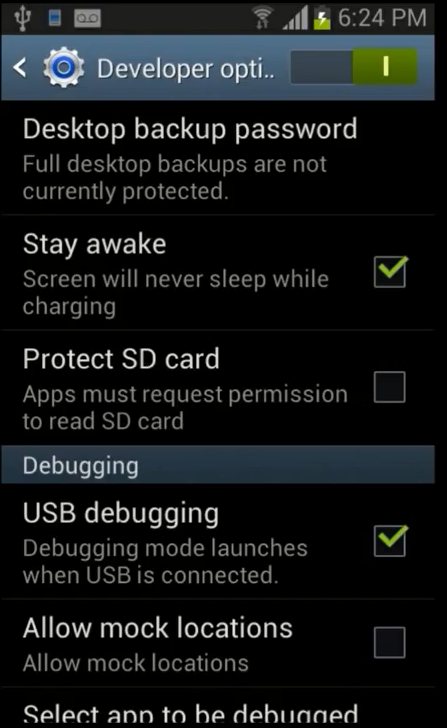 6:24 PM
Developer opti..
Desktop backup password
Full desktop backups are not
currently protected.
Stay awake
Screen will never sleep while
charging
Protect SD card
Apps must request permission
to read SD card
Debugging
USB debugging
Debugging mode launches
when USB is connected.
Allow mock locations
Allow mock locations
Select app to be debugged